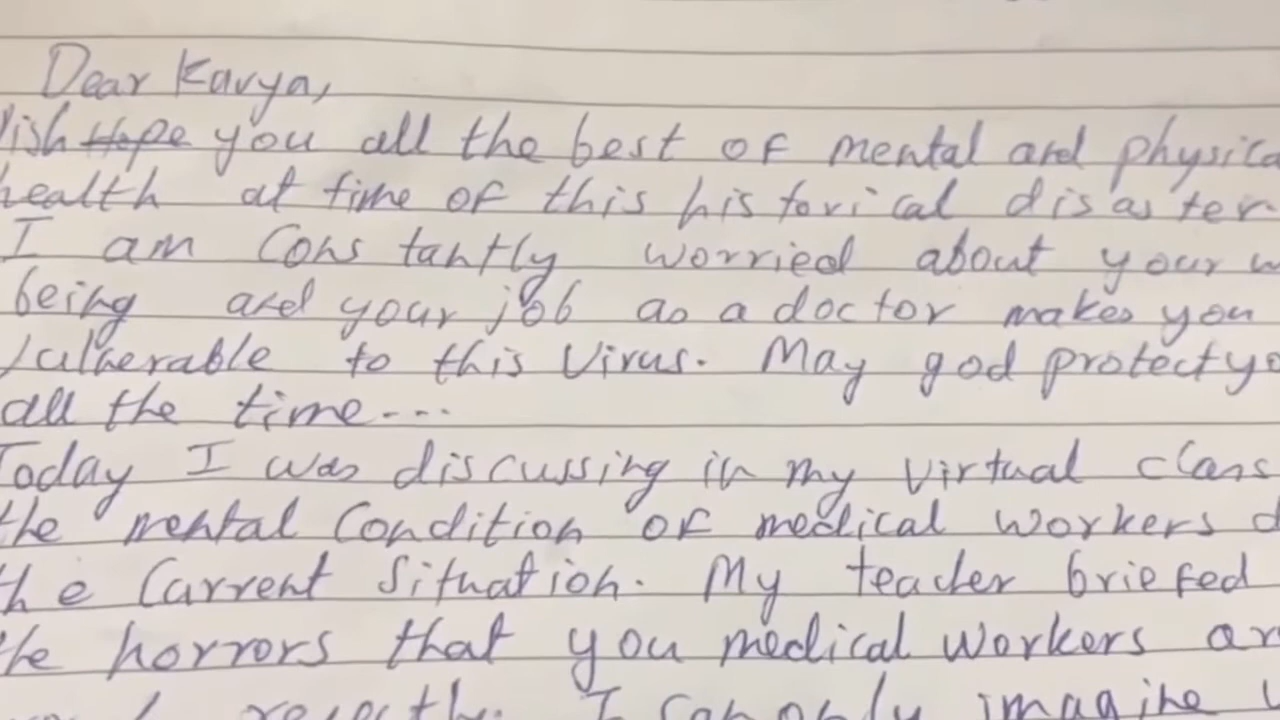 Dear Kavya,
Wish Hope you all the best of mental and physica
health at time of this historical disaster
I am Constantly worried about your w
being and your job as a doctor makes you
vulnerable to this Virus. May god protect yo
all the time...
Today I was discussing in my virtual class
the mental Condition of medical workers d
the Current Situation. My teacher briefed
the horrors that you medical workers ar
I can only imagine